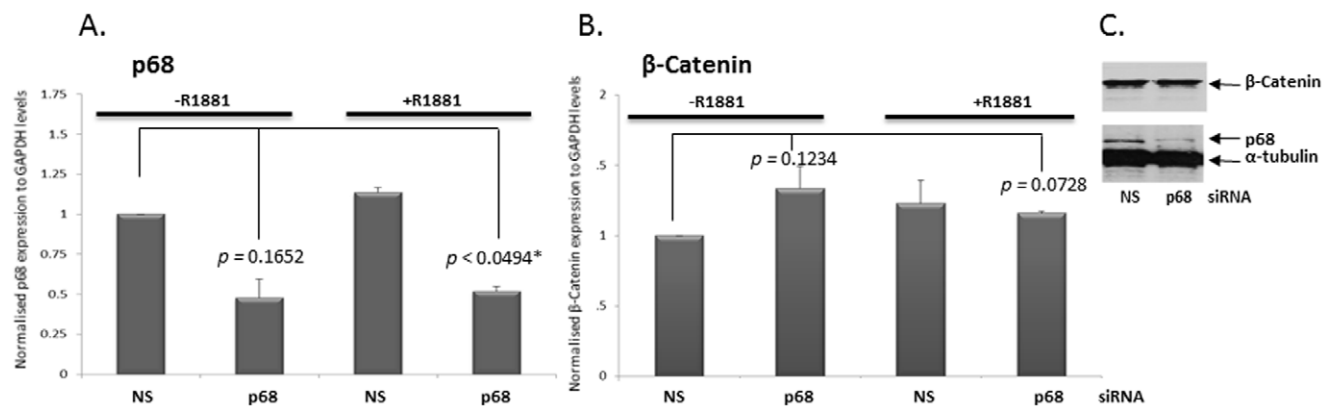 A.
p68
Normalised p68 expression to GAPDH levels
1.75
1.5
1.25
1
0.75
0.5
0.25
0
-R1881
+R1881
p = 0.1652
p < 0.0494*
NS
p68
NS
p68
B.
β-Catenin
Normalised β-Catenin expression to GAPDH levels
2
.5
1
.5
0
-R1881
+R1881
p = 0.1234
p = 0.0728
NS
p68
NS
p68
siRNA
C.
β-Catenin
p68
α-tubulin
NS p68 siRNA